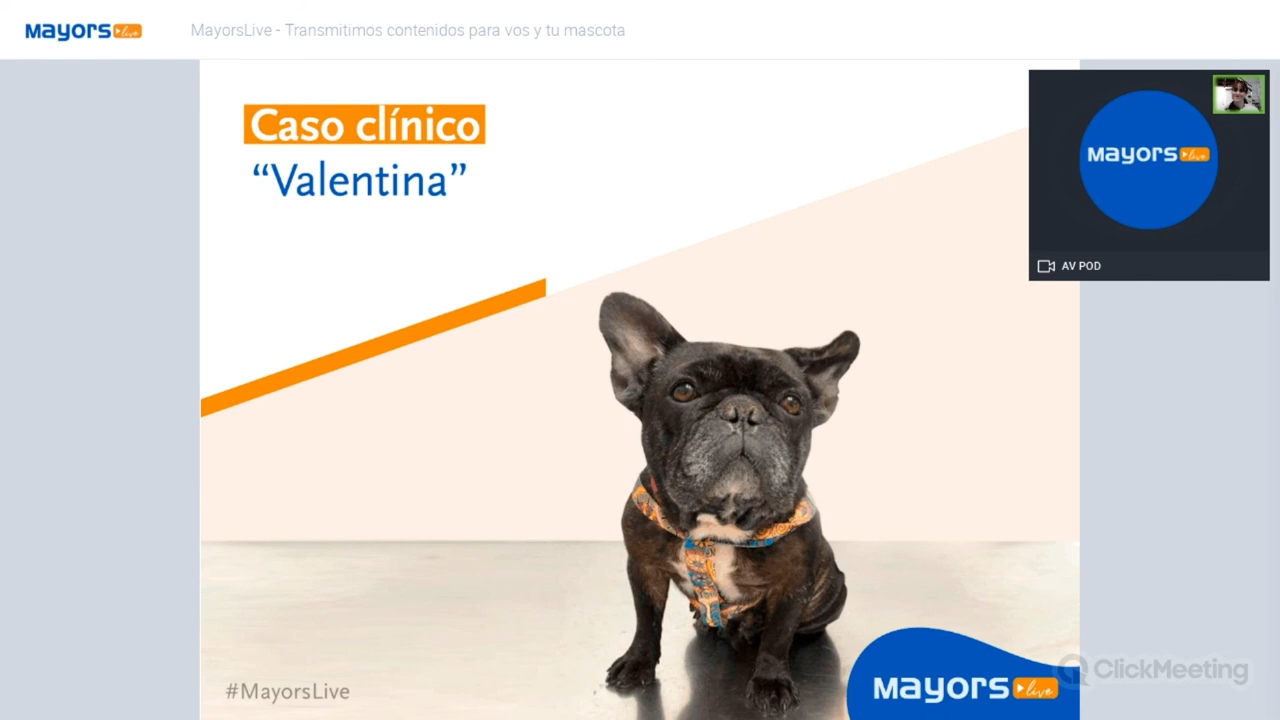 MAYORS live
MayorsLive - Transmitimos contenidos para vos y tu mascota
Caso clínico
“Valentina”
MAYORS live
AV POD
#MayorsLive
MAYORS live
ClickMeeting